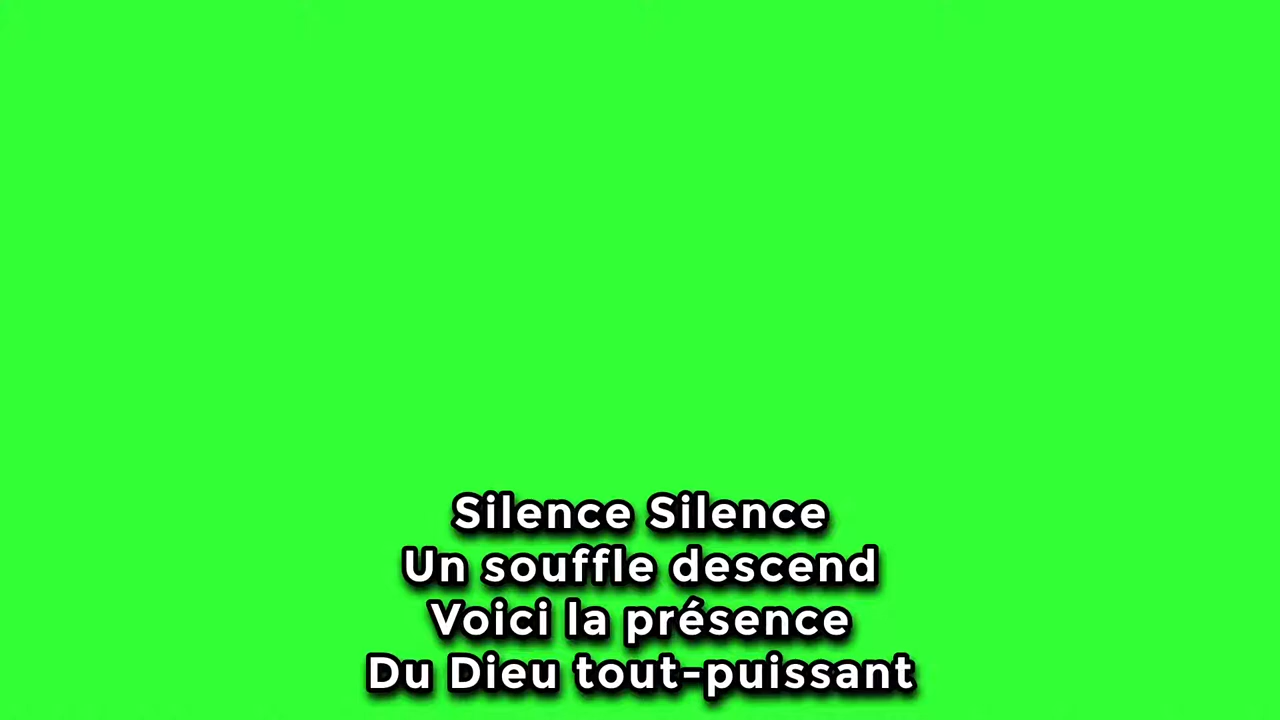 Silence Silence
Un souffle descend
Voici la présence
Du Dieu tout-puissant